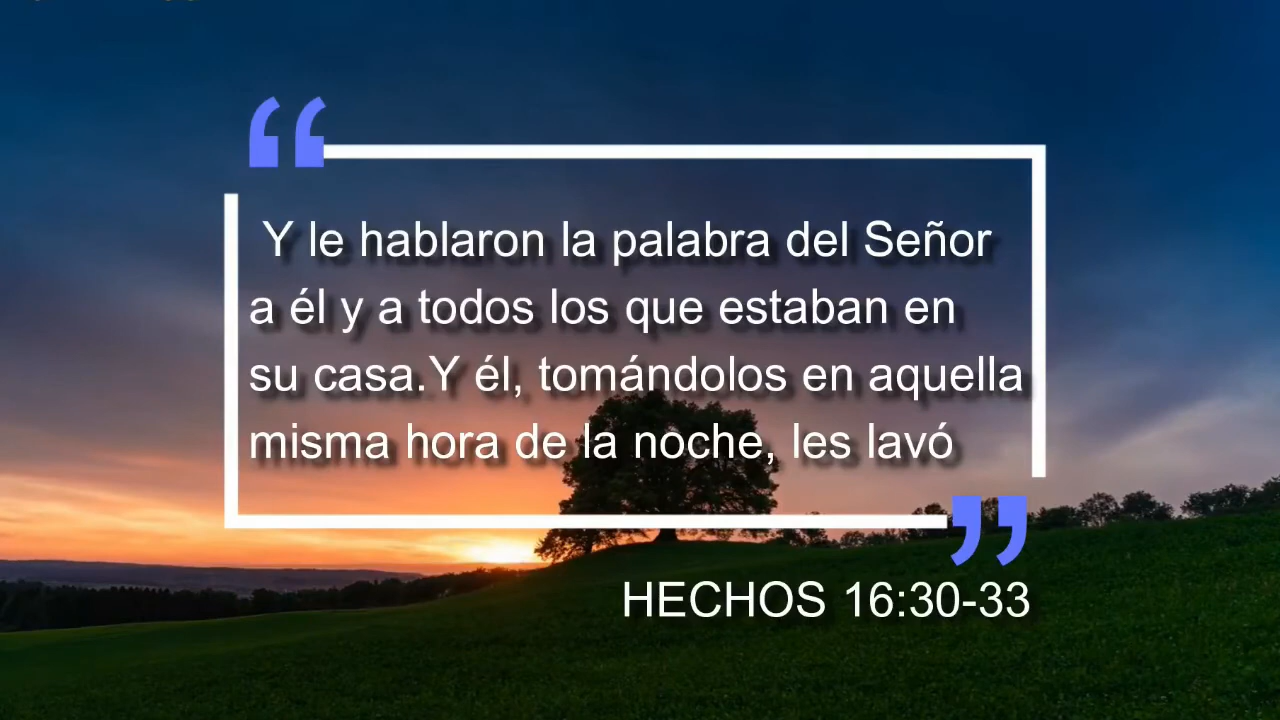 Y le hablaron la palabra del Señor
a él y a todos los que estaban en
su casa.Y él, tomándolos en aquella
misma hora de la noche, les lavó
HECHOS 16:30-33